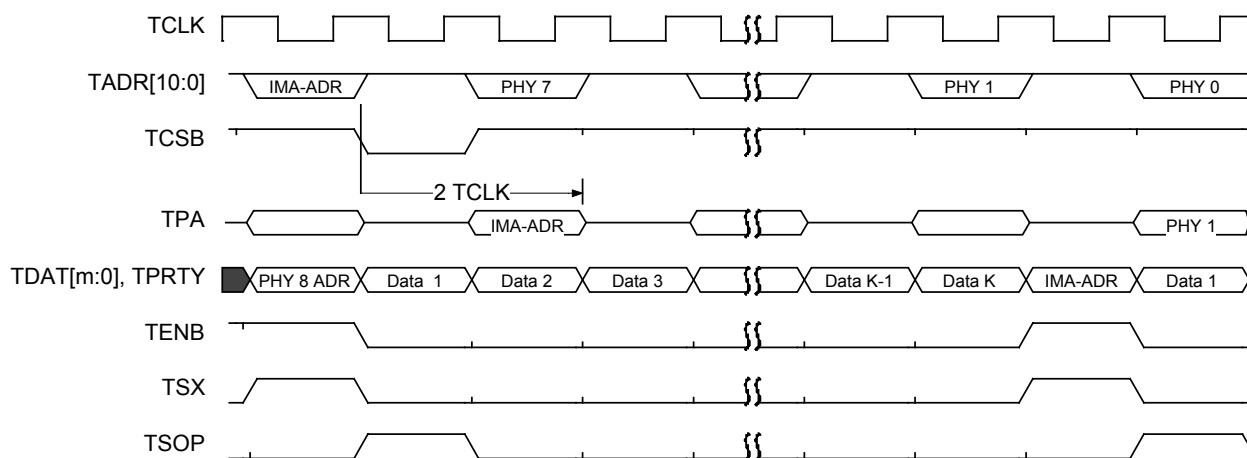 TCLK
TADR[10:0] IMA-ADR PHY 7 PHY 1 PHY 0
TCSB
2 TCLK
TPA IMA-ADR PHY 1
TDAT[m:0], TPRTY PHY 8 ADR Data 1 Data 2 Data 3 Data K-1 Data K IMA-ADR Data 1
TENB
TSX
TSOP